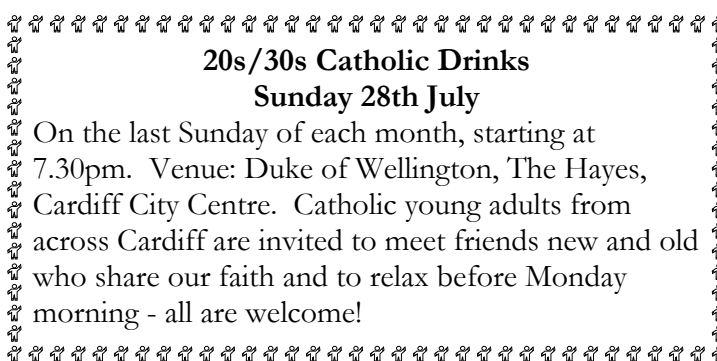 20s/30s Catholic Drinks
Sunday 28th July
On the last Sunday of each month, starting at
7.30pm.  Venue: Duke of Wellington, The Hayes,
Cardiff City Centre.  Catholic young adults from
across Cardiff are invited to meet friends new and old
who share our faith and to relax before Monday
morning - all are welcome!